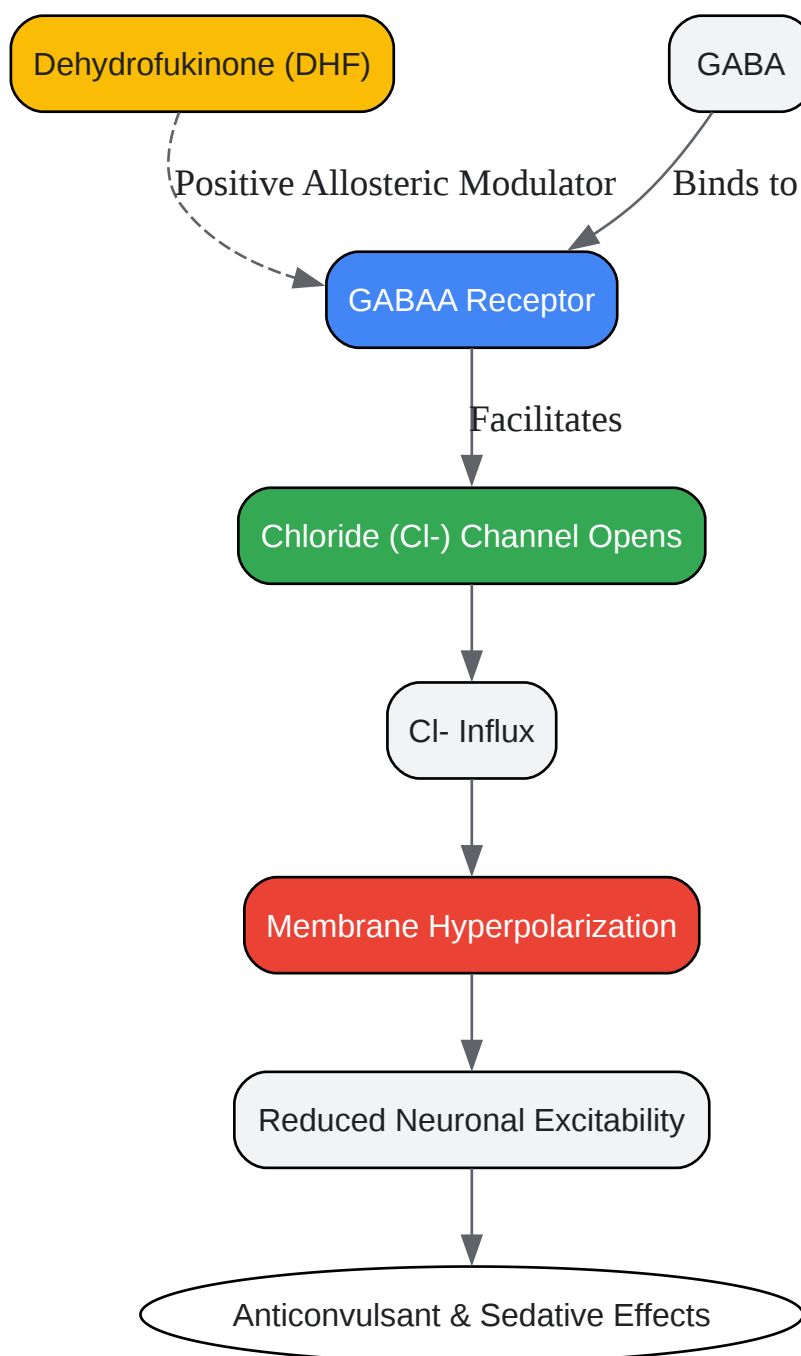 Dehydrofukinone (DHF)
GABA
Positive Allosteric Modulator
Binds to
GABAA Receptor
Facilitates
Chloride (Cl-) Channel Opens
Cl- Influx
Membrane Hyperpolarization
Reduced Neuronal Excitability
Anticonvulsant & Sedative Effects